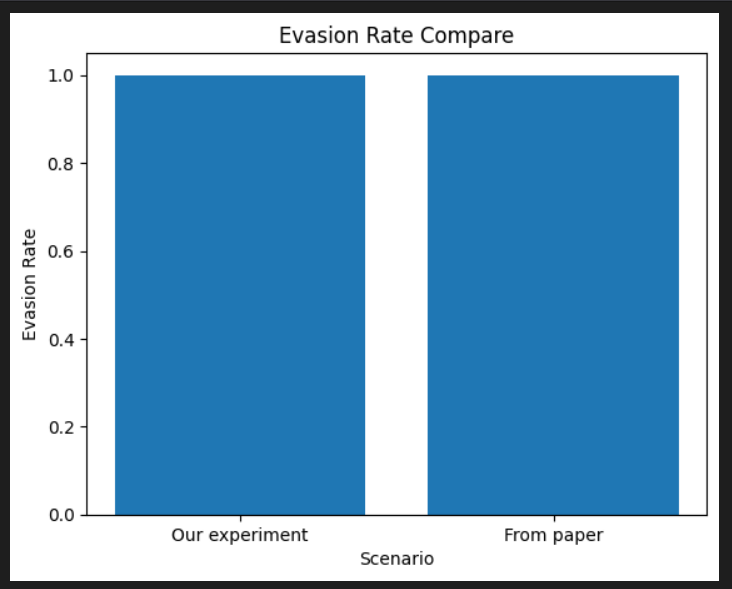 Evasion Rate Compare
1.0
0.8
0.6
0.4
0.2
0.0
Evasion Rate
Our experiment
From paper
Scenario